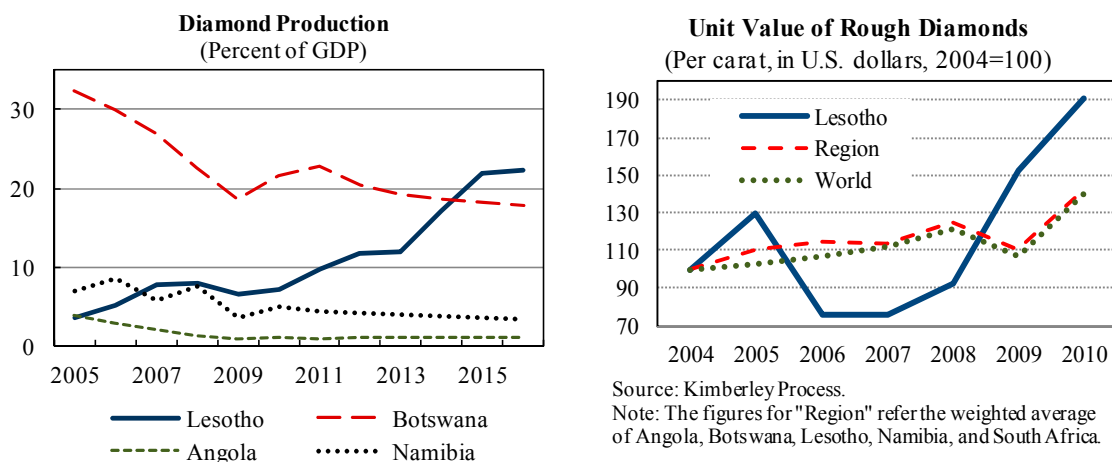 Diamond Production
(Percent of GDP)
30
20
10
0
2005 2007 2009 2011 2013 2015
Lesotho Botswana
Angola Namibia
Unit Value of Rough Diamonds
(Per carat, in U.S. dollars, 2004=100)
190
170
150
130
110
90
70
Lesotho
Region
World
2004 2005 2006 2007 2008 2009 2010
Source: Kimberley Process.
Note: The figures for "Region" refer the weighted average
of Angola, Botswana, Lesotho, Namibia, and South Africa.